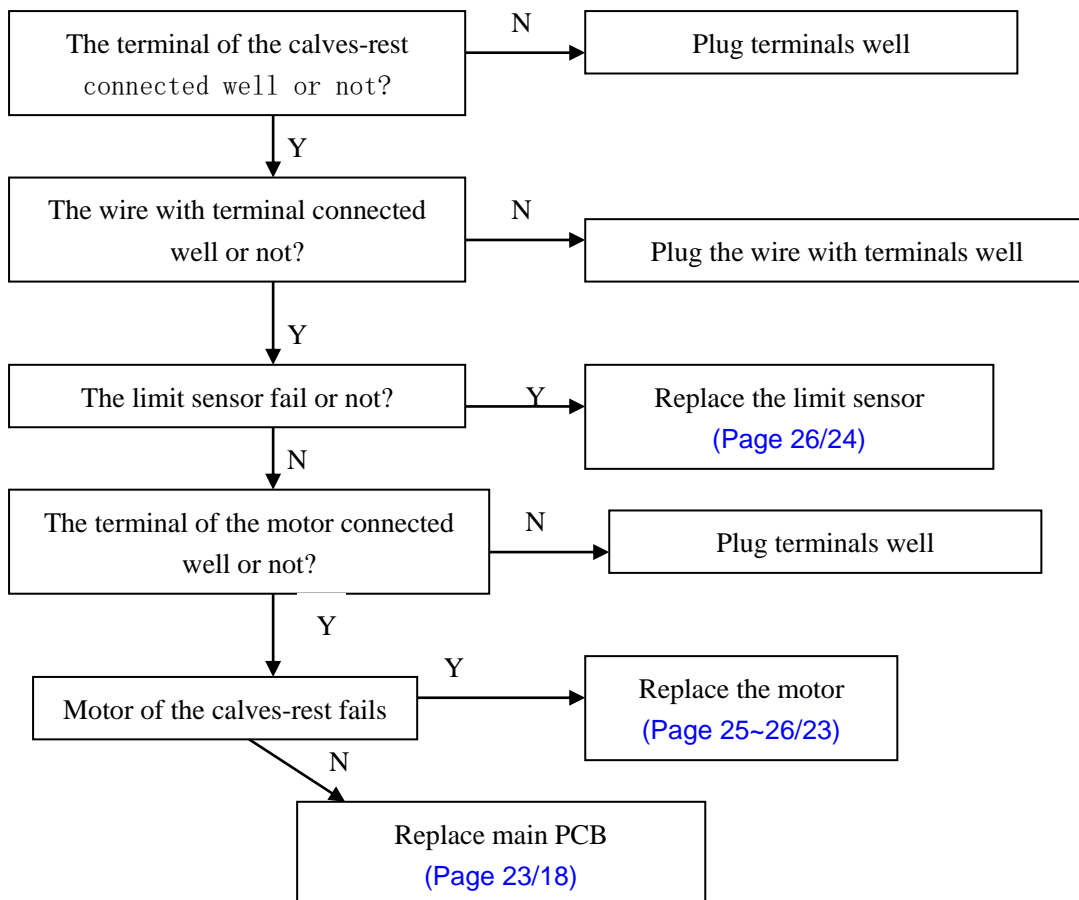 The terminal of the calves-rest
connected well or not?
N
Plug terminals well
Y
The wire with terminal connected
well or not?
N
Plug the wire with terminals well
Y
The limit sensor fail or not?
Y
Replace the limit sensor
(Page 26/24)
N
The terminal of the motor connected
well or not?
N
Plug terminals well
Y
Motor of the calves-rest fails
Y
Replace the motor
(Page 25~26/23)
N
Replace main PCB
(Page 23/18)